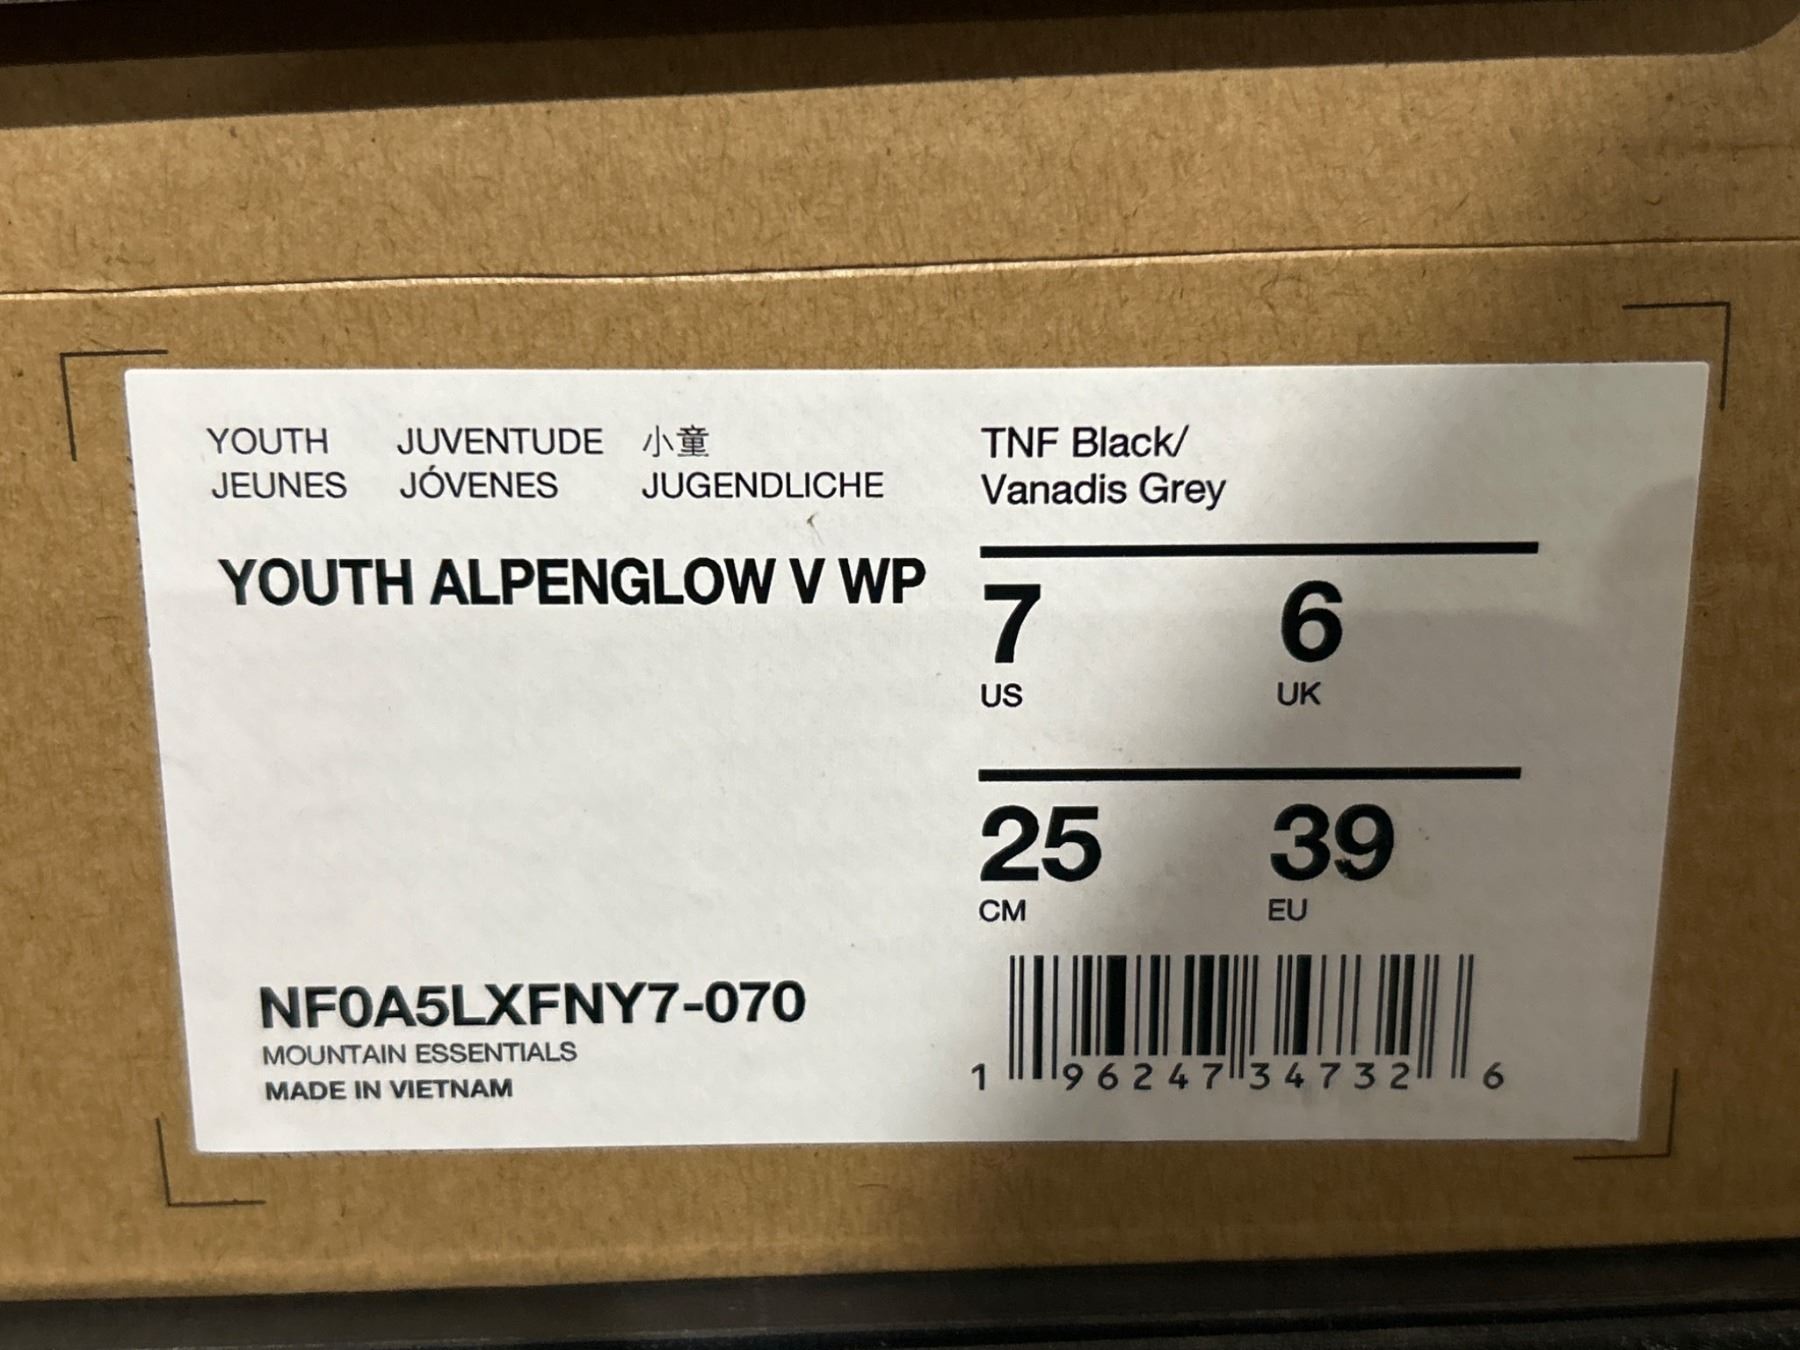 YOUTH JUVENTUDE 小童
JEUNES JÓVENES JUGENDLICHE
YOUTH ALPENGLOW V WP
TNF Black/
Vanadis Grey
7 6
US UK
25 39
CM EU
NF0A5LXFNY7-070
MOUNTAIN ESSENTIALS
MADE IN VIETNAM
1 96247 34732 6